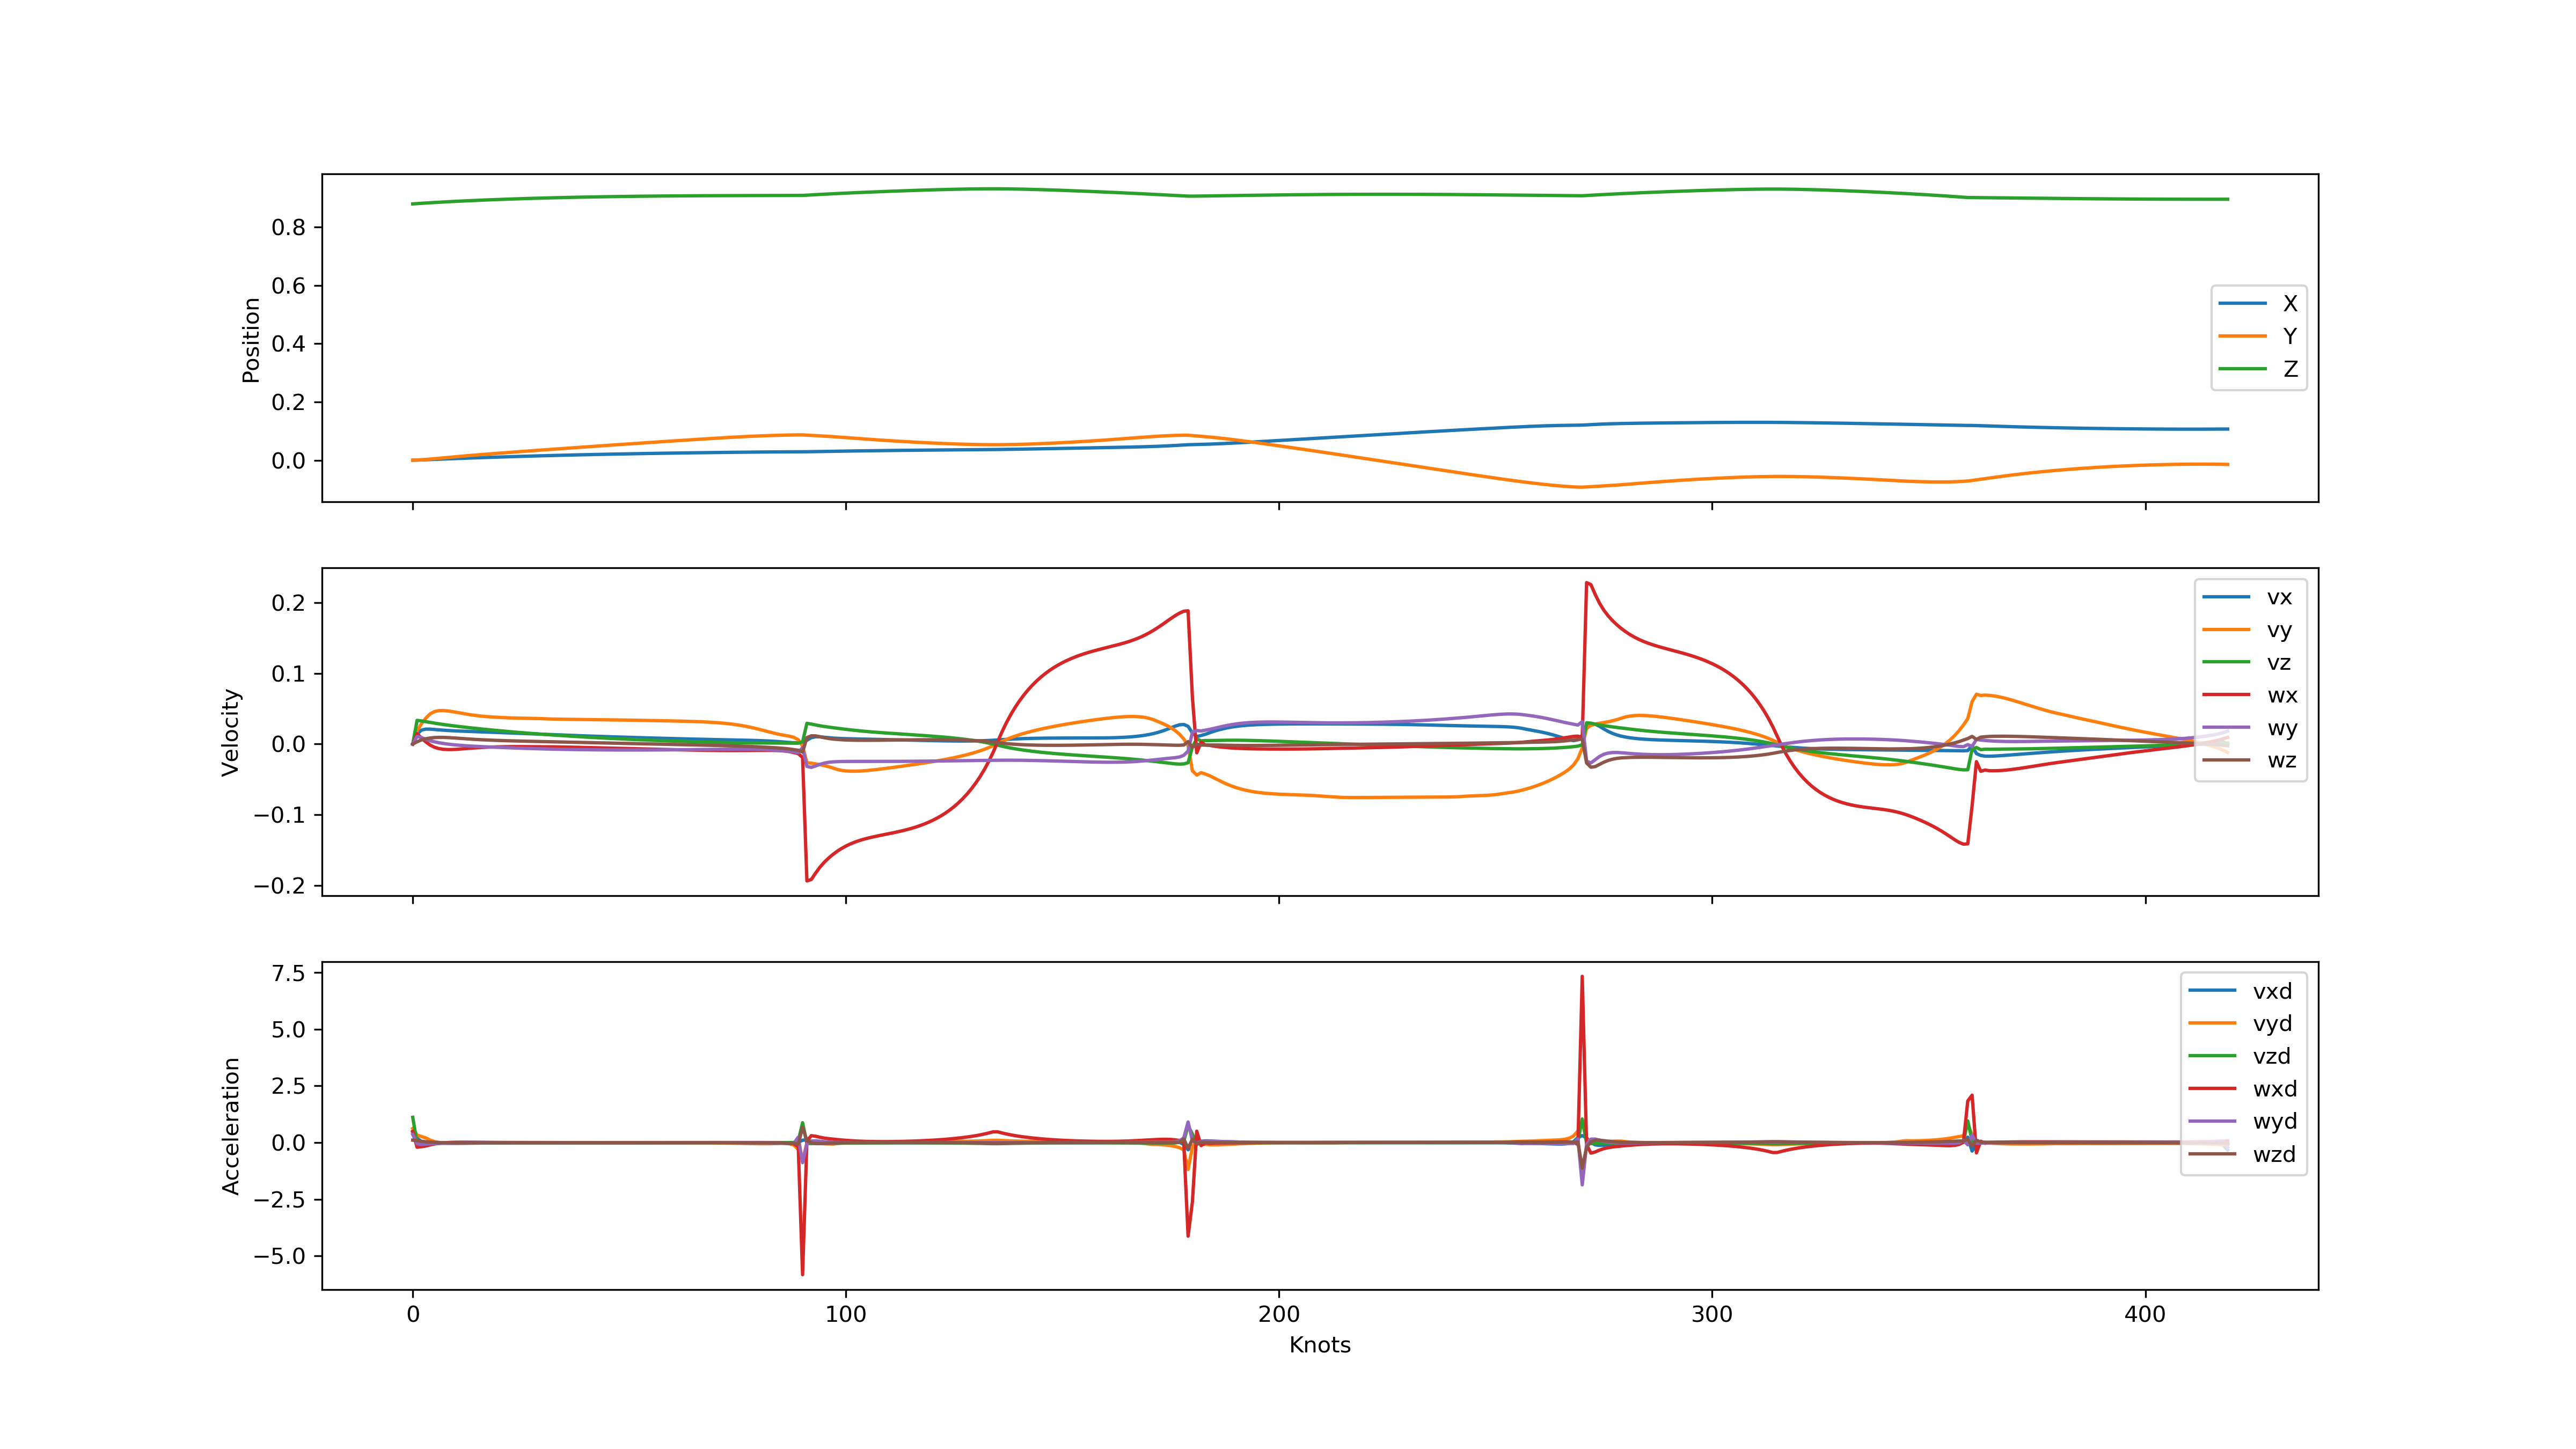 0.8
0.6
0.4
0.2
0.0
Position
X
Y
Z
0.2
0.1
0.0
−0.1
−0.2
Velocity
vx
vy
vz
wx
wy
wz
7.5
5.0
2.5
0.0
−2.5
−5.0
Acceleration
vxd
vyd
vzd
wxd
wyd
wzd
0 100 200 300 400
Knots